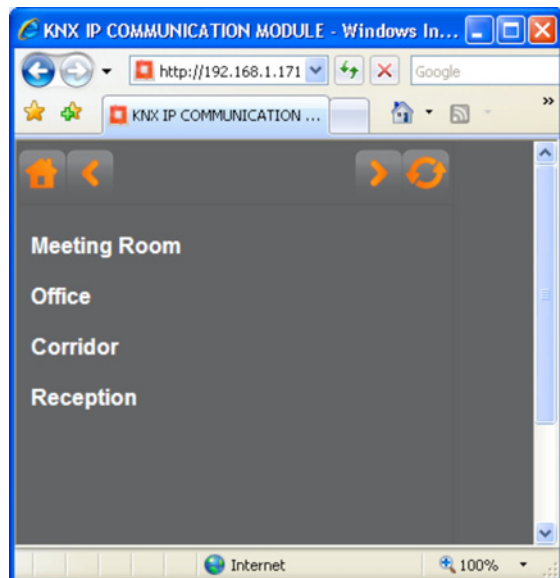 KNX IP COMMUNICATION MODULE - Windows In...
http://192.168.1.171
Google
KNX IP COMMUNICATION ...
»
Meeting Room
Office
Corridor
Reception
Internet
100%